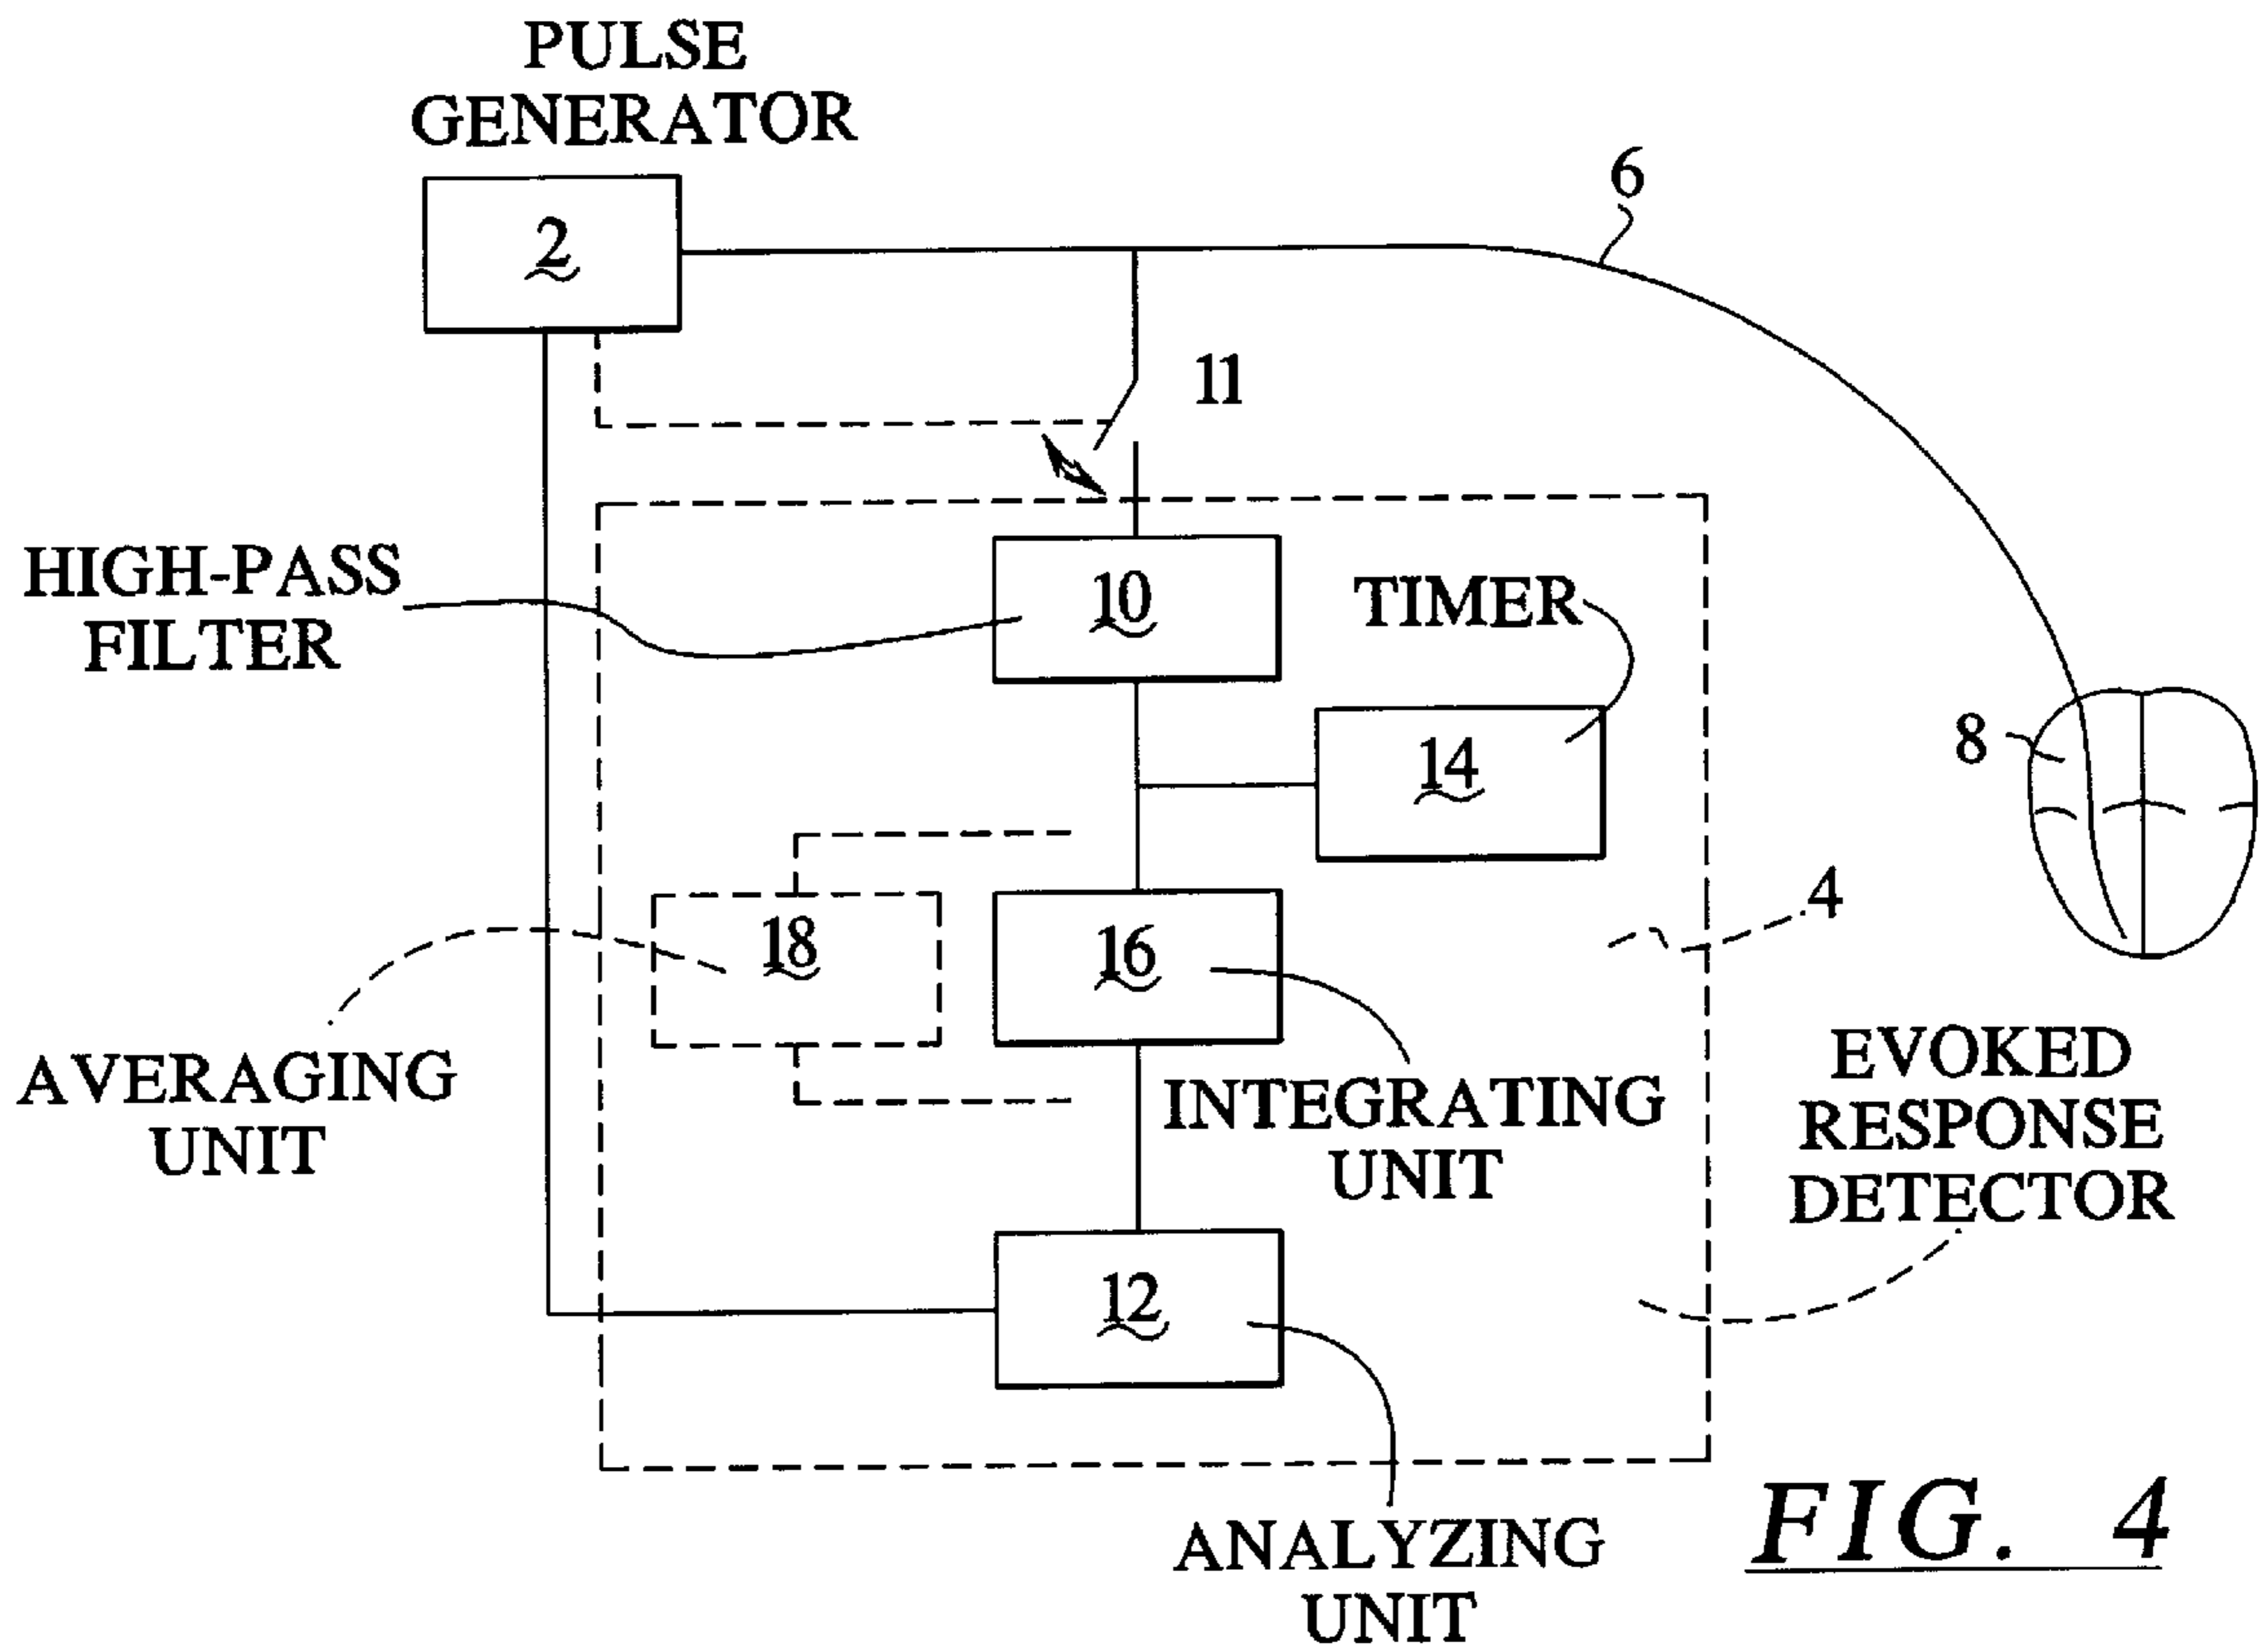 PULSE
GENERATOR
2
6
11
HIGH-PASS
FILTER
10
TIMER
14
8
18
16
4
AVERAGING
UNIT
INTEGRATING
UNIT
EVOKED
RESPONSE
DETECTOR
12
ANALYZING
UNIT
FIG. 4